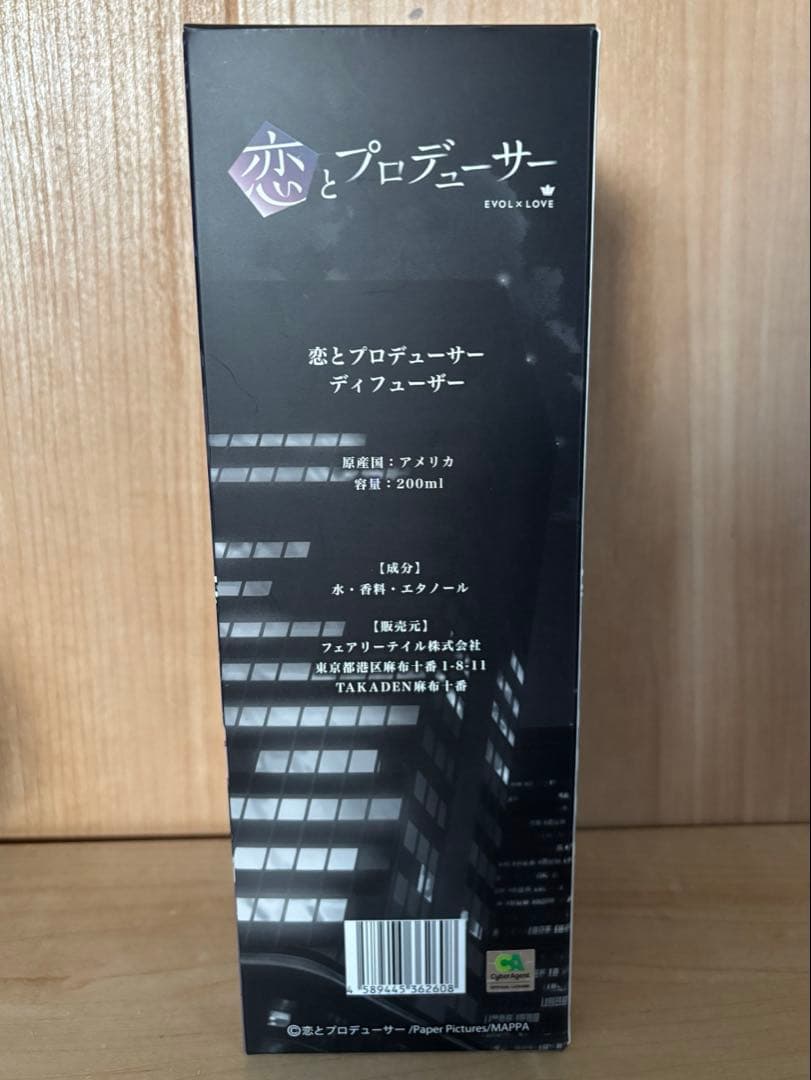 恋とプロデューサー
EVOL×LOVE
恋とプロデューサー
ディフューザー
原産国：アメリカ
容量：200ml
【成分】
水・香料・エタノール
【販売元】
フェアリーテイル株式会社
東京都港区麻布十番1-8-11
TAKADEN麻布十番
4 589445 362608
CA
CyberAgent
©恋とプロデューサー /Paper Pictures/MAPPA